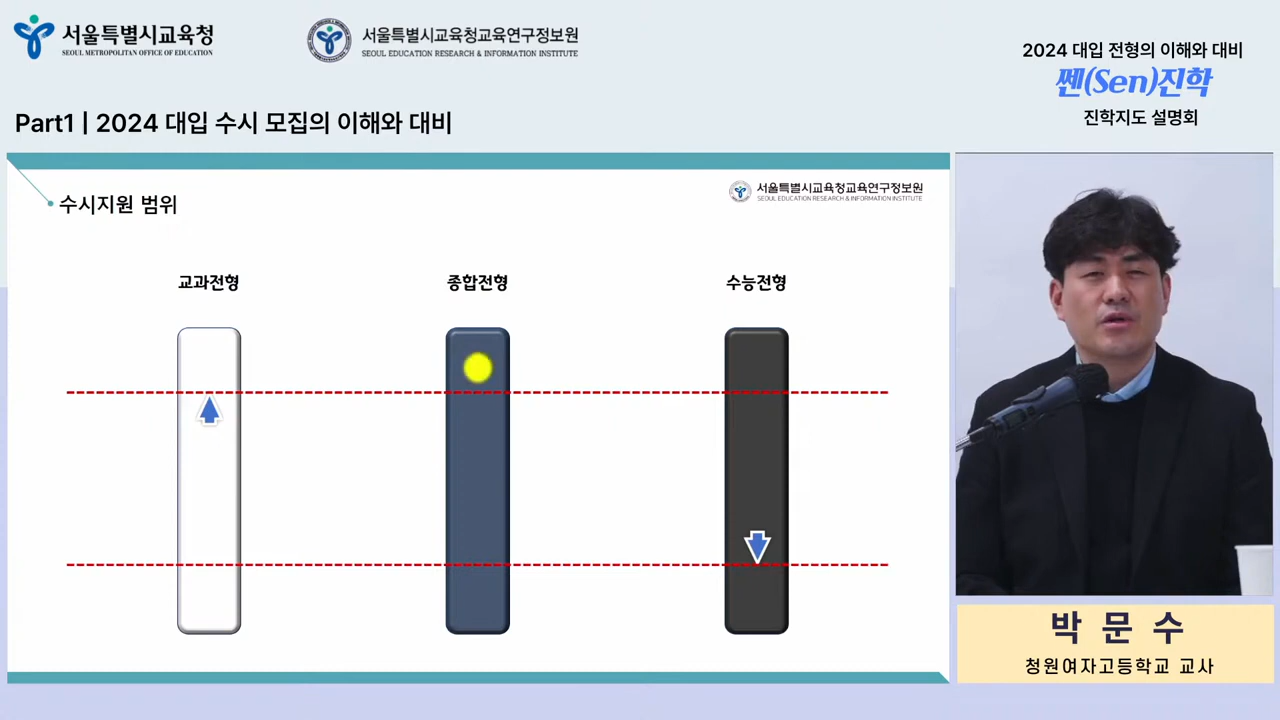 서울특별시교육청
SEOUL METROPOLITAN OFFICE OF EDUCATION
서울특별시교육청교육연구정보원
SEOUL EDUCATION RESEARCH & INFORMATION INSTITUTE
2024 대입 전형의 이해와 대비
쎈(Sen)진학
진학지도 설명회
Part1 | 2024 대입 수시 모집의 이해와 대비
수시지원 범위
서울특별시교육청교육연구정보원
SEOUL EDUCATION RESEARCH & INFORMATION INSTITUTE
교과전형
종합전형
수능전형
박 문 수
청원여자고등학교 교사